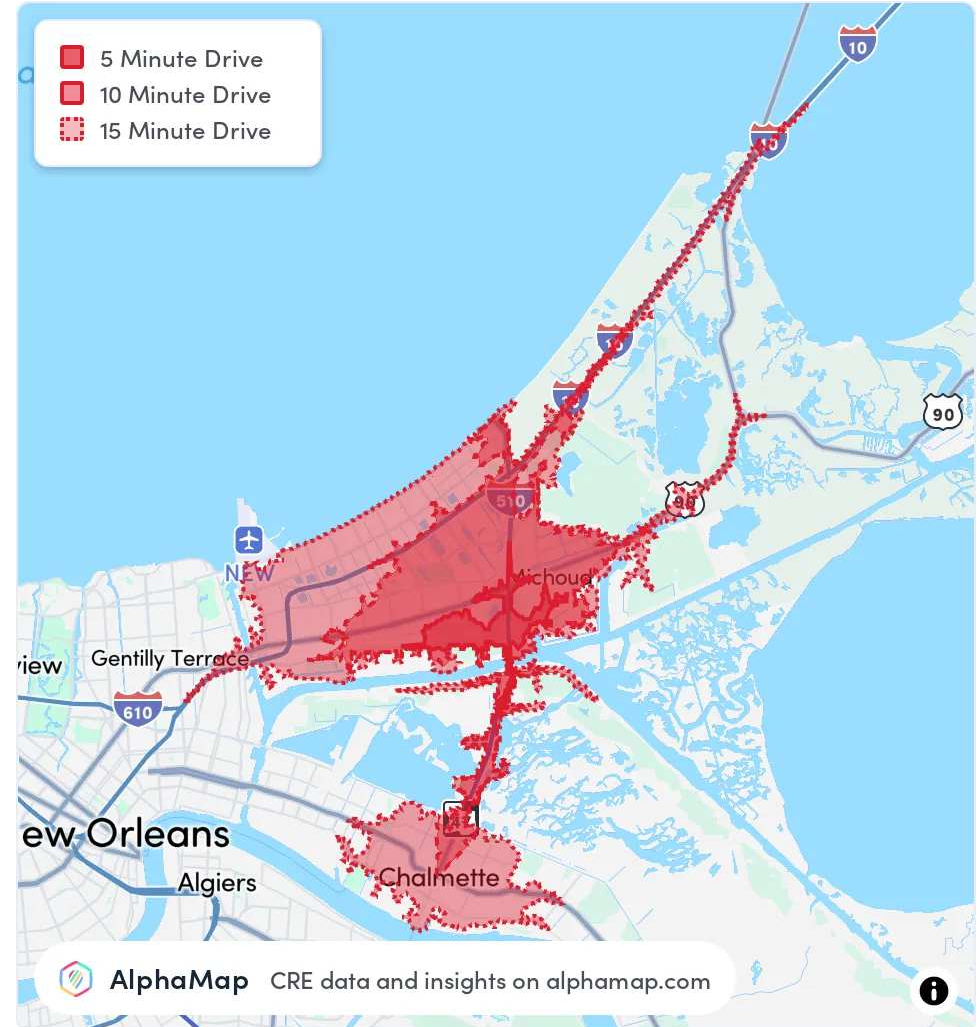 5 Minute Drive
10 Minute Drive
15 Minute Drive
10
10
10
90
510
90
NEW
Michoud
view
Gentilly Terrace
610
47
ew Orleans
Algiers
Chalmette
AlphaMap CRE data and insights on alphamap.com
i